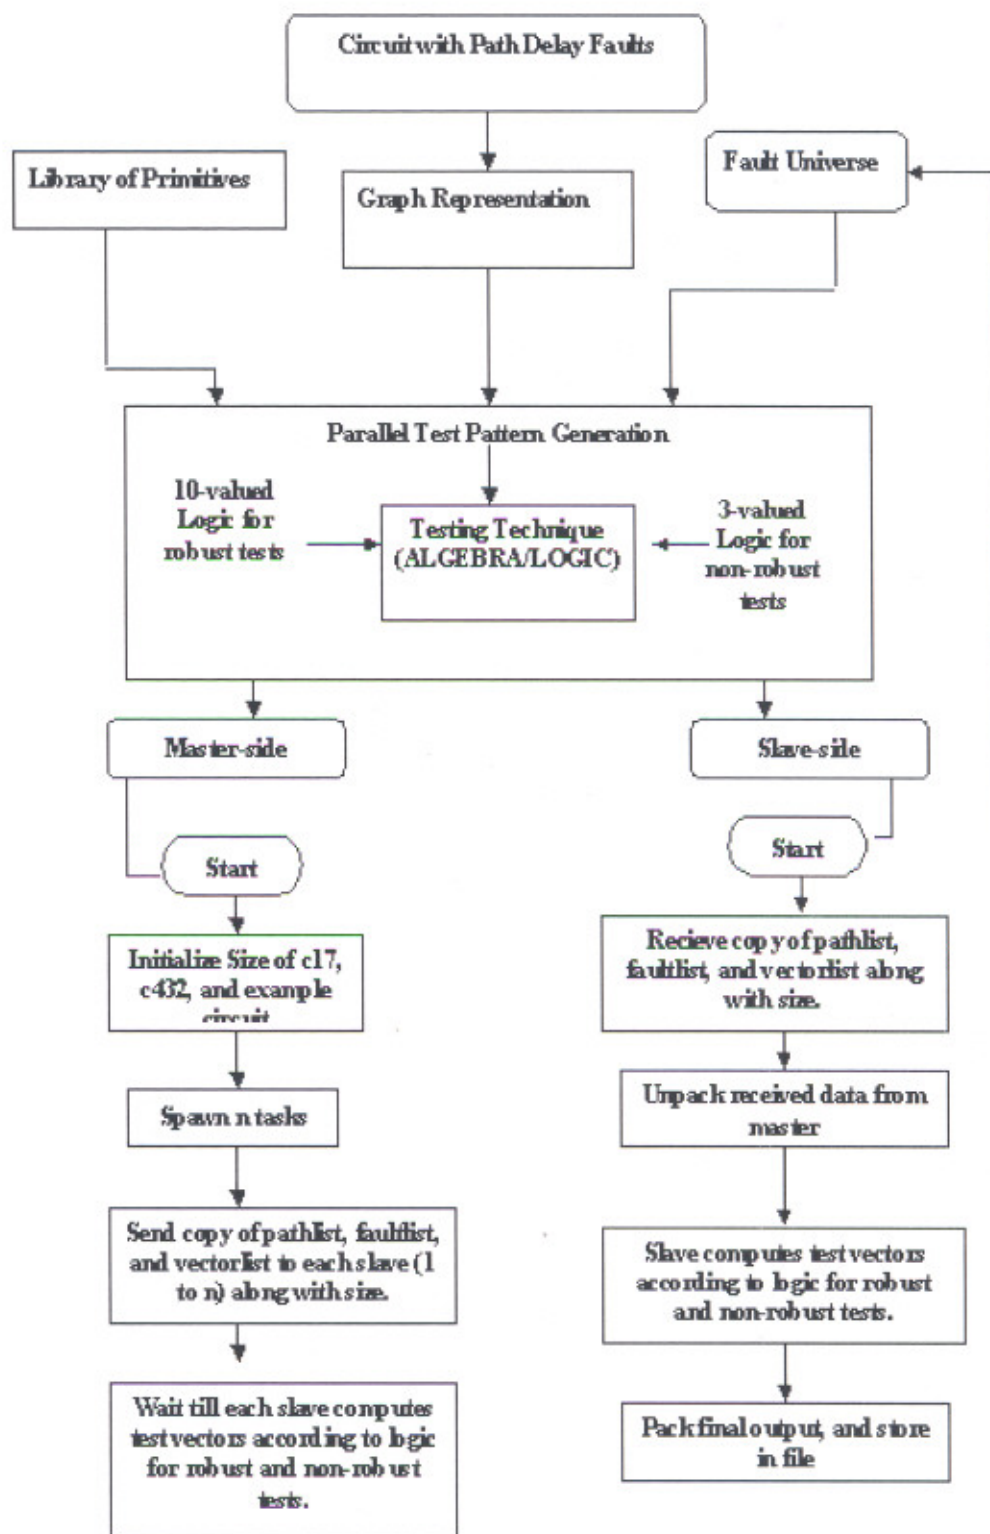 Circuit with Path Delay Faults
Library of Primitives
Graph Representation
Fault Universe
Parallel Test Pattern Generation
10-valued
Logic for
robust tests
Testing Technique
(ALGEBRA/LOGIC)
3-valued
Logic for
non-robust
tests
Master-side
Slave-side
Start
Start
Initialize Size of c17,
c432, and example
circuit
Spawn n tasks
Send copy of pathlist, faultlist,
and vectorlist to each slave (1
to n) along with size.
Wait till each slave computes
test vectors according to logic
for robust and non-robust
tests.
Recieve copy of pathlist,
faultlist, and vectorlist along
with size.
Unpack received data from
master
Slave computes test vectors
according to logic for robust
and non-robust tests.
Pack final output, and store
in file